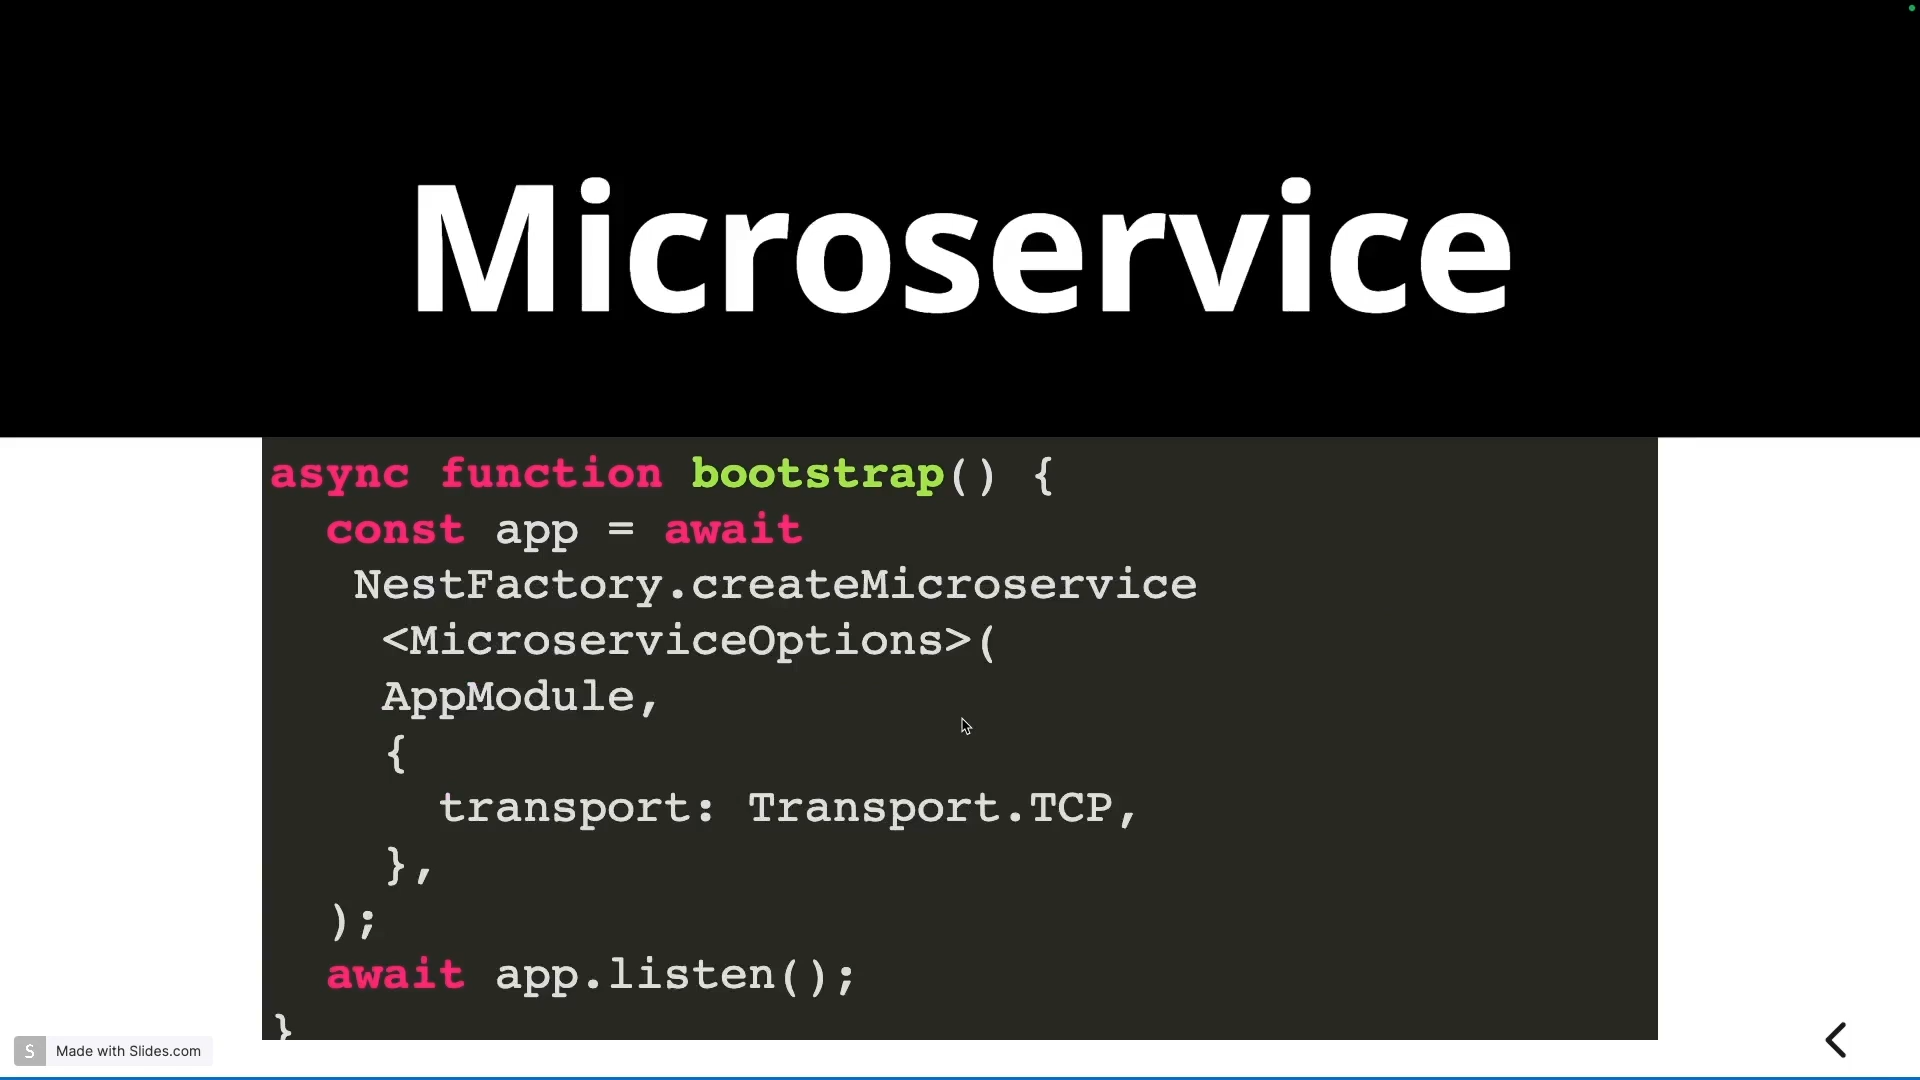 Microservice
async function bootstrap() {
  const app = await
   NestFactory.createMicroservice
    <MicroserviceOptions>(
    AppModule,
    {
      transport: Transport.TCP,
    },
  );
  await app.listen();
}
S Made with Slides.com